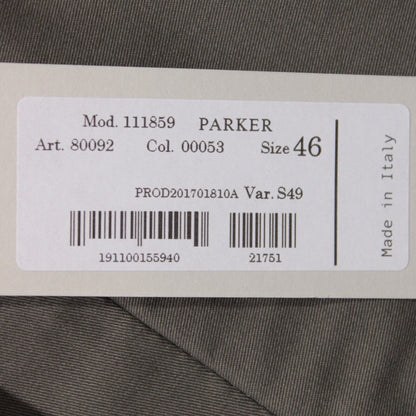 Mod. 111859 PARKER
Art. 80092 Col. 00053 Size 46
PROD201701810A Var. S49
191100155940 21751
Made in Italy